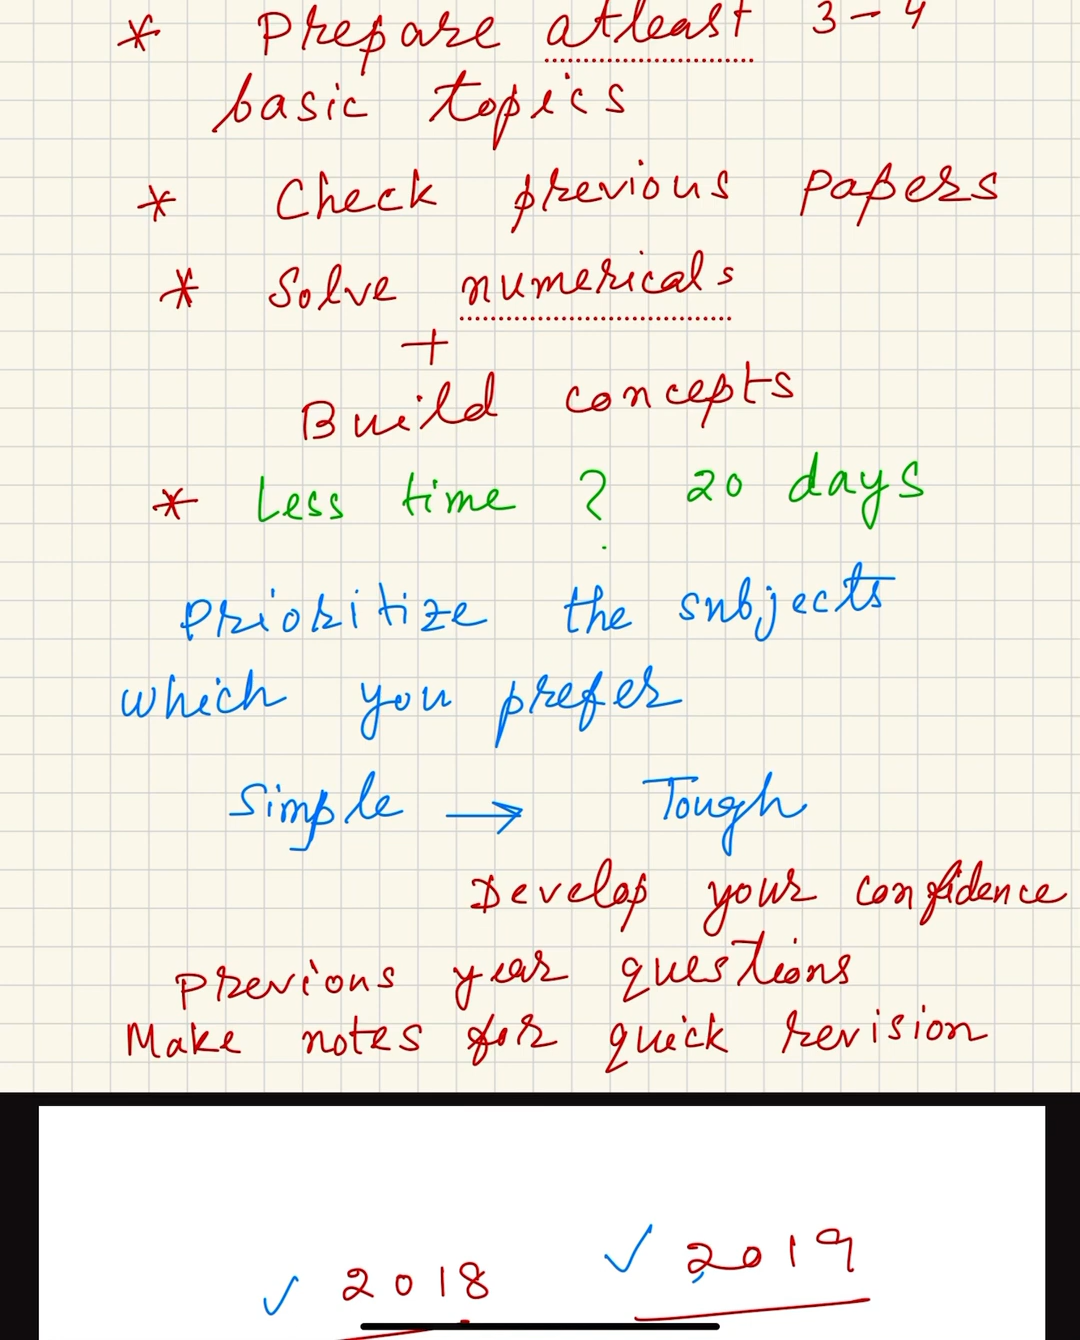 * Prepare atleast 3-4
basic topics
* Check previous papers
* Solve numericals
+
Build concepts
* Less time ? 20 days
Prioritize the subjects
which you prefer
Simple → Tough
Develop your confidence
Previous year questions
Make notes for quick revision
✓ 2019
✓ 2018